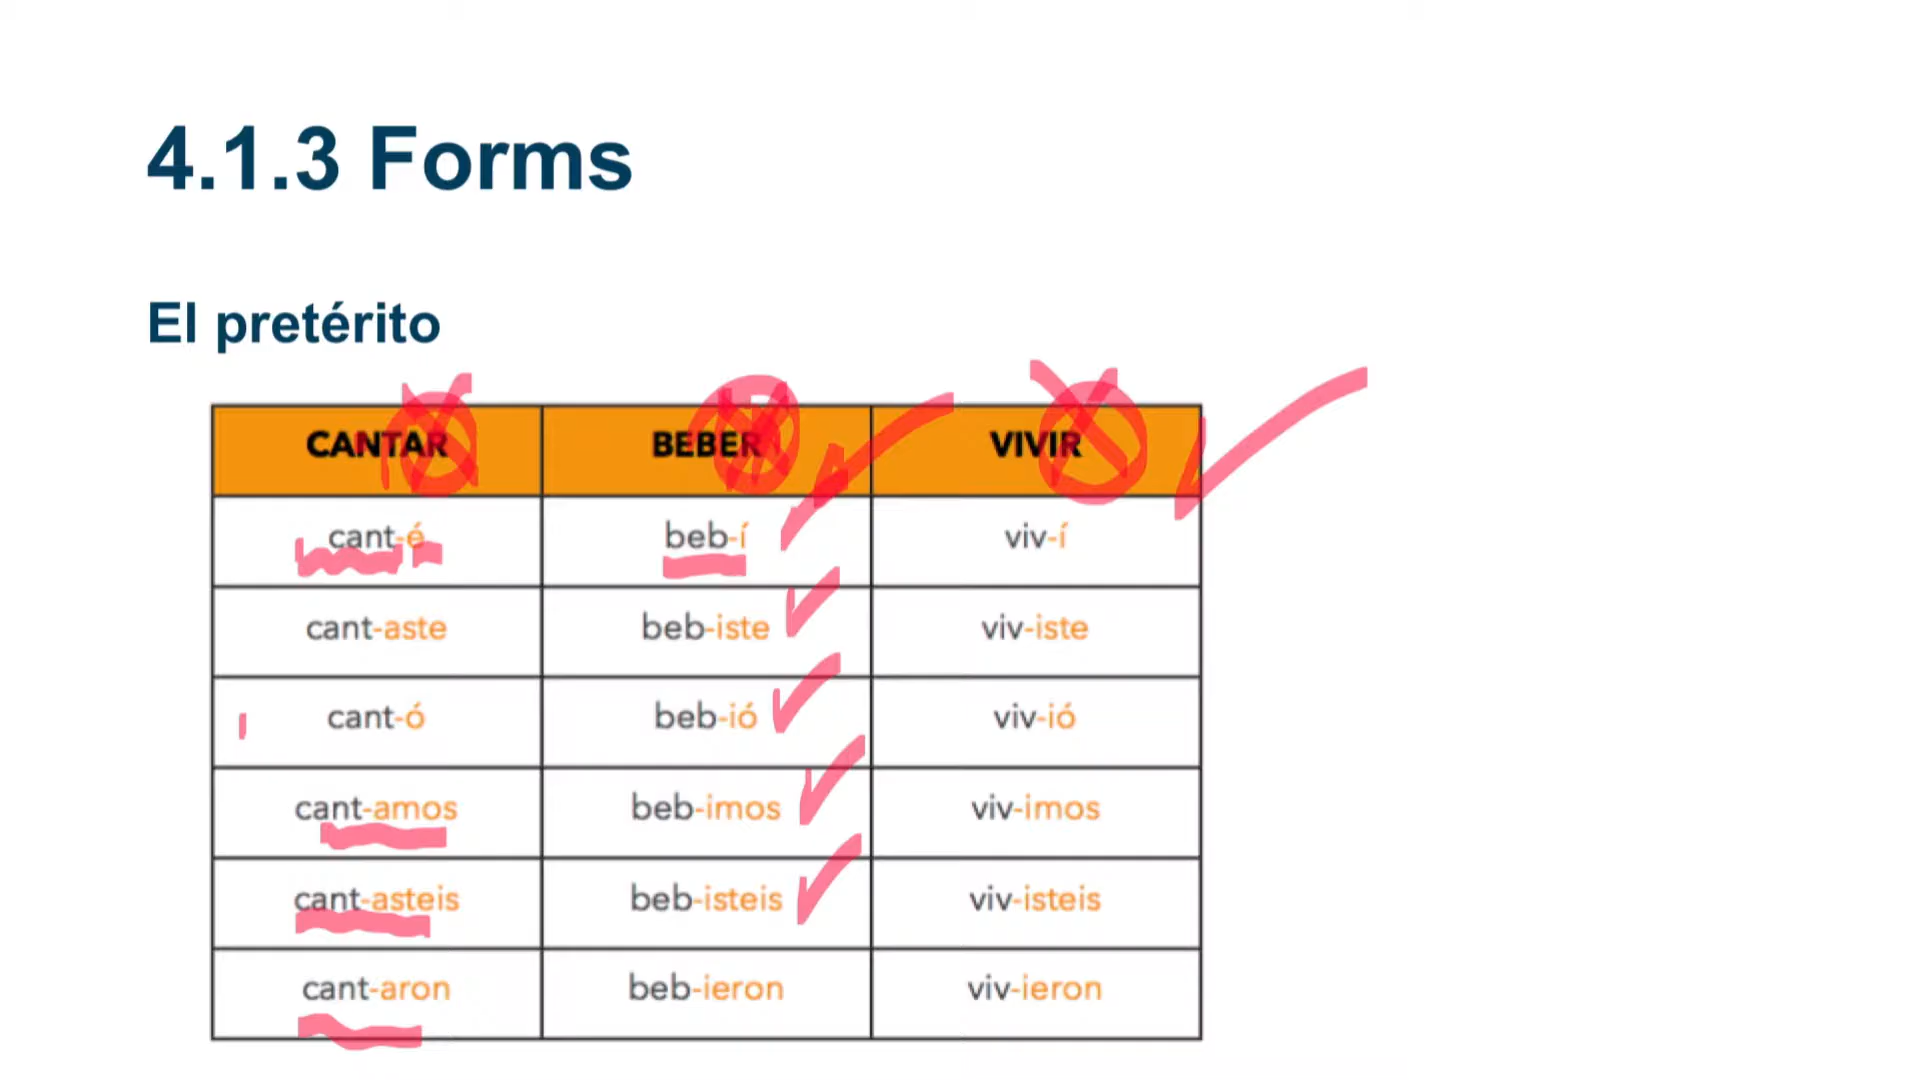 4.1.3 Forms
El pretérito
CANTAR BEBER VIVIR
cant-é beb-í viv-í
cant-aste beb-iste viv-iste
cant-ó beb-ió viv-ió
cant-amos beb-imos viv-imos
cant-asteis beb-isteis viv-isteis
cant-aron beb-ieron viv-ieron